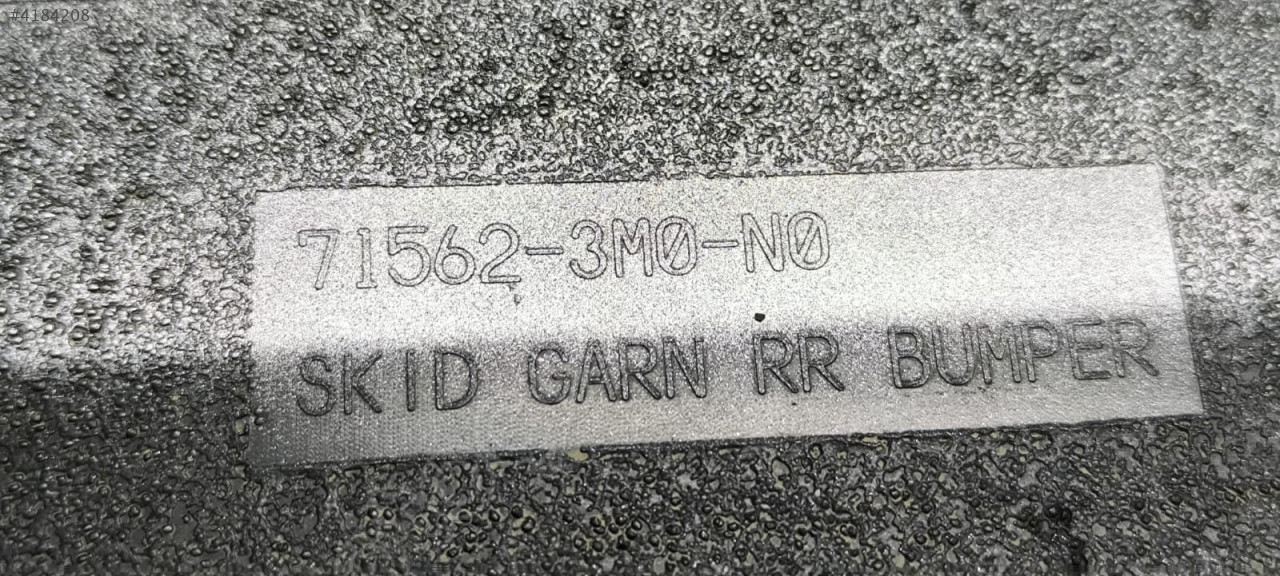 #4184208
71562-3M0-N0
SKID GARN RR BUMPER